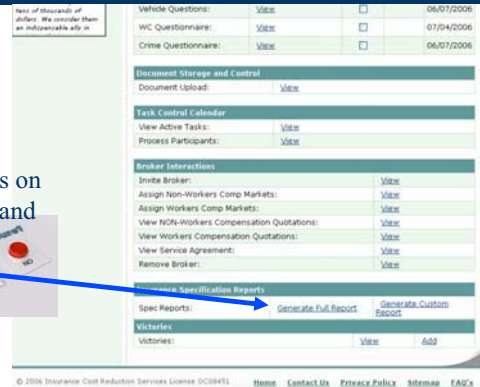 tens of thousands of
dollars. We consider them
an indispensable ally in
Vehicle Questions: View 06/07/2006
WC Questionnaire: View 07/04/2006
Crime Questionnaire: View 06/07/2006
Document Storage and Control
Document Upload: View
Task Control Calendar
View Active Tasks: View
Process Participants: View
s on
and
Broker Interactions
Invite Broker: View
Assign Non-Workers Comp Markets: View
Assign Workers Comp Markets: View
View NON-Workers Compensation Quotations: View
View Workers Compensation Quotations: View
View Service Agreement: View
Remove Broker: View
NO
Insurance Specification Reports
Spec Reports: Generate Full Report Generate Custom
Report
Victories
Victories: View Add
© 2006 Insurance Cost Reduction Services License 0C08451 Home Contact Us Privacy Policy Sitemap FAQ's